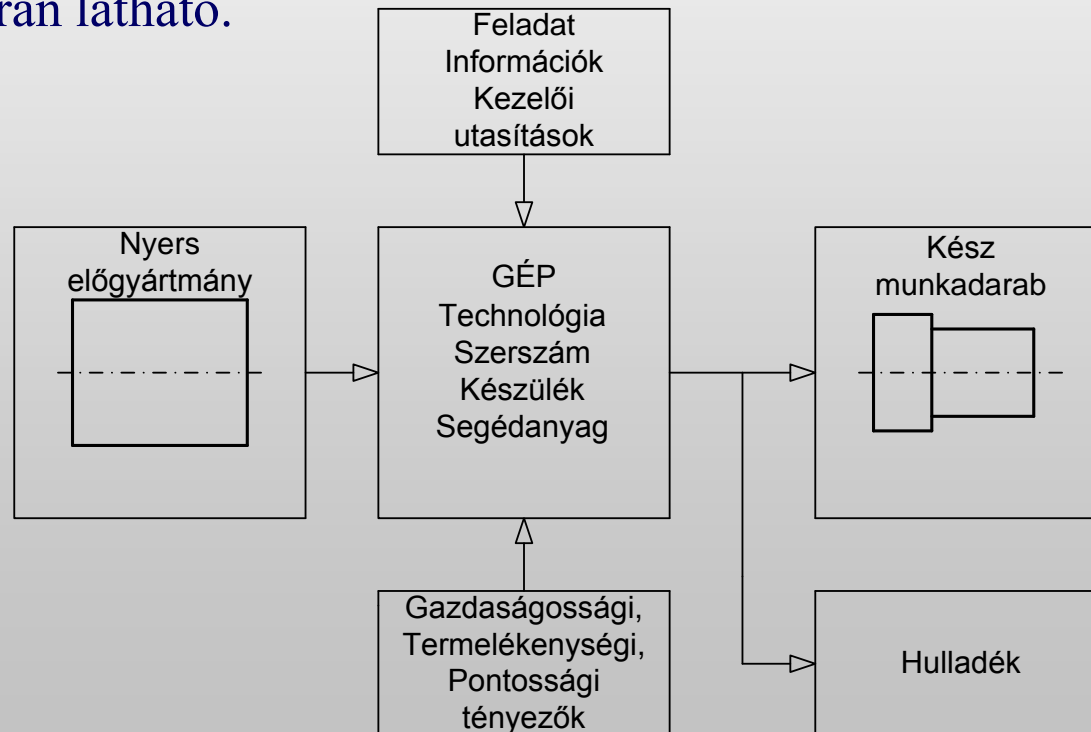 látható.
Feladat
Információk
Kezelői
utasítások
Nyers
előgyártmány
GÉP
Technológia
Szerszám
Készülék
Segédanyag
Kész
munkadarab
Gazdaságossági,
Termelékenységi,
Pontossági
tényezők
Hulladék